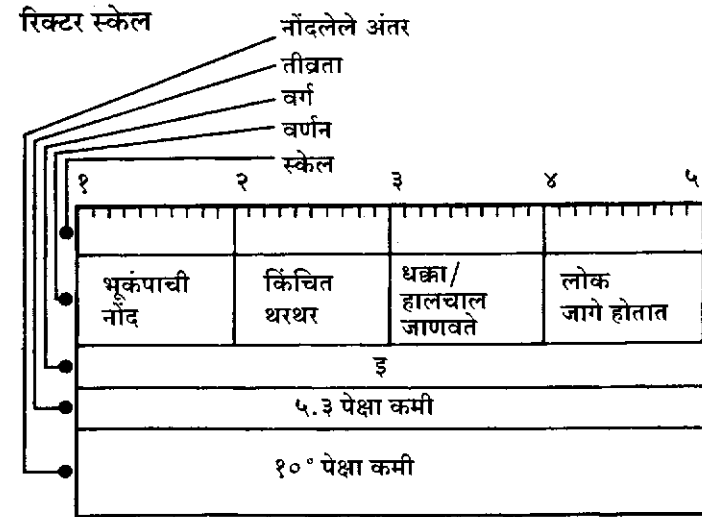 रिक्टर स्केल
नोंदलेले अंतर
तीव्रता
वर्ग
वर्णन
स्केल
१ २ ३ ४ ५
भूकंपाची
नोंद
किंचित
थरथर
धक्का/
हालचाल
जाणवते
लोक
जागे होतात
इ
५.३ पेक्षा कमी
१०° पेक्षा कमी